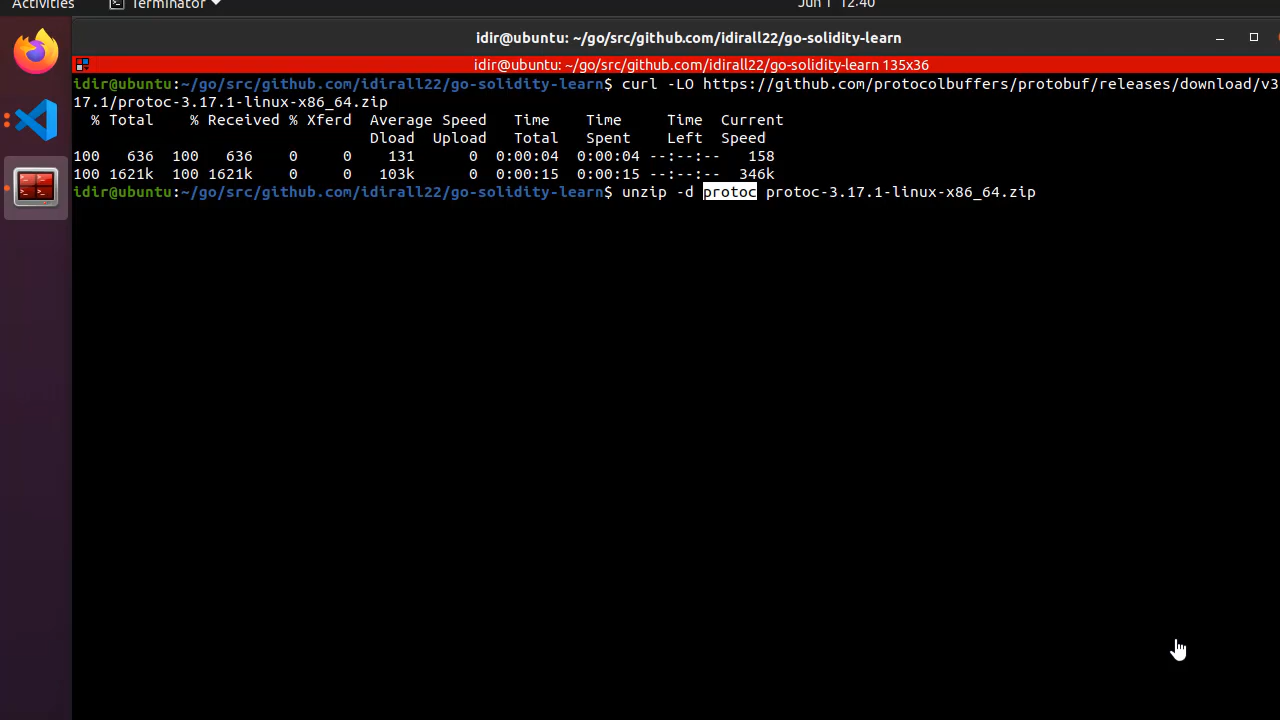 Activities Terminator Jun 1 12:40
idir@ubuntu: ~/go/src/github.com/idirall22/go-solidity-learn
idir@ubuntu: ~/go/src/github.com/idirall22/go-solidity-learn 135x36
idir@ubuntu:~/go/src/github.com/idirall22/go-solidity-learn$ curl -LO https://github.com/protocolbuffers/protobuf/releases/download/v3
17.1/protoc-3.17.1-linux-x86_64.zip
% Total % Received % Xferd Average Speed Time Time Time Current
Dload Upload Total Spent Left Speed
100 636 100 636 0 0 131 0 0:00:04 0:00:04 --:--:-- 158
100 1621k 100 1621k 0 0 103k 0 0:00:15 0:00:15 --:--:-- 346k
idir@ubuntu:~/go/src/github.com/idirall22/go-solidity-learn$ unzip -d protoc protoc-3.17.1-linux-x86_64.zip